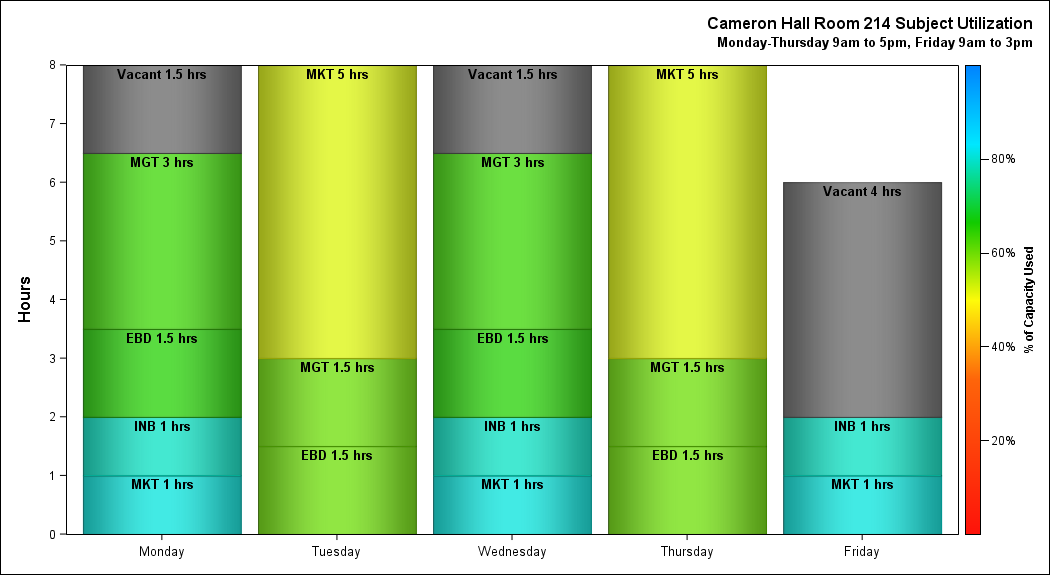 Cameron Hall Room 214 Subject Utilization
Monday-Thursday 9am to 5pm, Friday 9am to 3pm
Hours
8
7
6
5
4
3
2
1
0
Vacant 1.5 hrs
MGT 3 hrs
EBD 1.5 hrs
INB 1 hrs
MKT 1 hrs
MKT 5 hrs
MGT 1.5 hrs
EBD 1.5 hrs
Vacant 1.5 hrs
MGT 3 hrs
EBD 1.5 hrs
INB 1 hrs
MKT 1 hrs
MKT 5 hrs
MGT 1.5 hrs
EBD 1.5 hrs
Vacant 4 hrs
INB 1 hrs
MKT 1 hrs
Monday
Tuesday
Wednesday
Thursday
Friday
80%
60%
40%
20%
% of Capacity Used